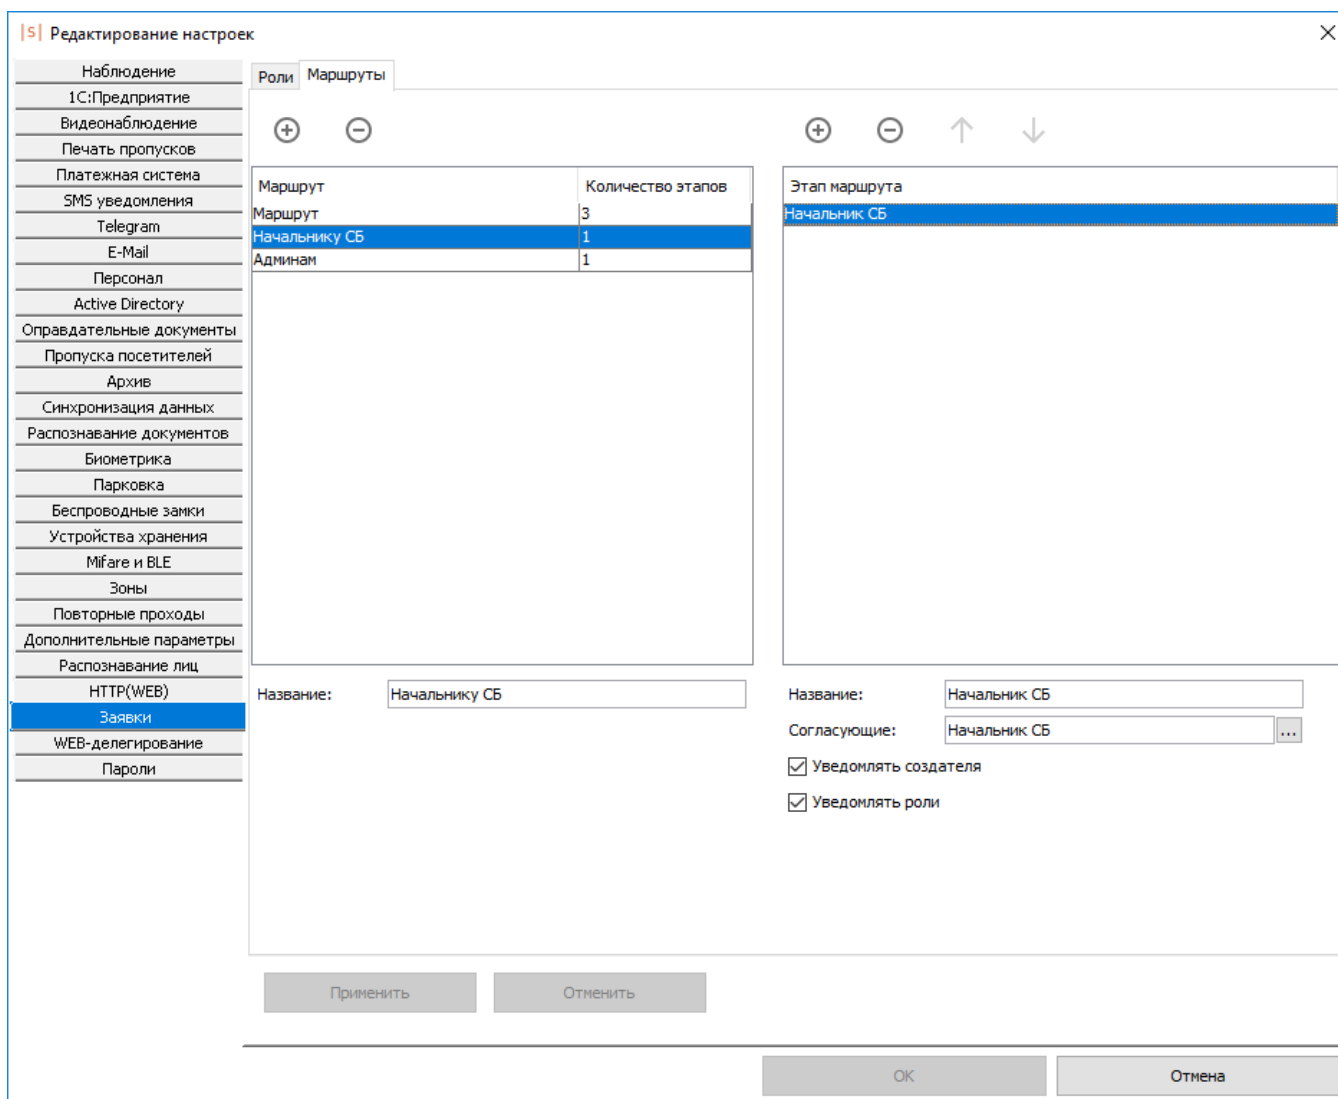 |S| Редактирование настроек
Наблюдение
1С:Предприятие
Видеонаблюдение
Печать пропусков
Платежная система
SMS уведомления
Telegram
E-Mail
Персонал
Active Directory
Оправдательные документы
Пропуска посетителей
Архив
Синхронизация данных
Распознавание документов
Биометрика
Парковка
Беспроводные замки
Устройства хранения
Mifare и BLE
Зоны
Повторные проходы
Дополнительные параметры
Распознавание лиц
HTTP(WEB)
Заявки
WEB-делегирование
Пароли
Роли Маршруты
Маршрут Количество этапов
Маршрут 3
Начальнику СБ 1
Админам 1
Название: Начальнику СБ
Этап маршрута
Начальник СБ
Название: Начальник СБ
Согласующие: Начальник СБ ...
Уведомлять создателя
Уведомлять роли
Применить Отменить
OK Отмена